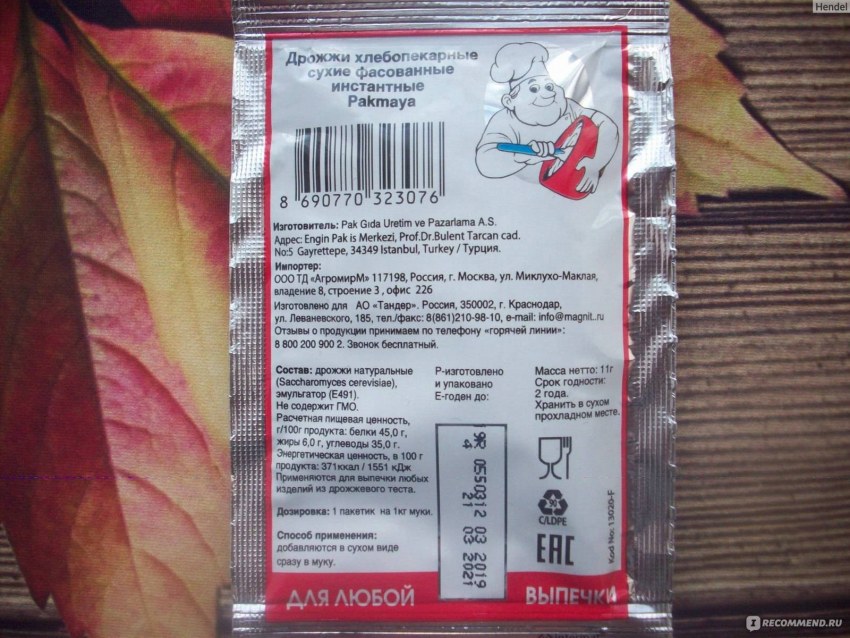 Hendel
Дрожжи хлебопекарные
сухие фасованные
инстантные
Pakmaya
8 690770 323076
Изготовитель: Pak Gıda Uretim ve Pazarlama A.S.
Адрес: Engin Pak is Merkezi, Prof.Dr.Bulent Tarcan cad.
No:5 Gayrettepe, 34349 Istanbul, Turkey / Турция.
Импортер:
ООО ТД «АгромирМ» 117198, Россия, г. Москва, ул. Миклухо-Маклая,
владение 8, строение 3 , офис 226
Изготовлено для АО «Тандер». Россия, 350002, г. Краснодар,
ул. Леваневского, 185, тел./факс: 8(861)210-98-10, e-mail: info@magnit.ru
Отзывы о продукции принимаем по телефону «горячей линии»:
8 800 200 900 2. Звонок бесплатный.
Состав: дрожжи натуральные
(Saccharomyces cerevisiae),
эмульгатор (Е491).
Не содержит ГМО.
Расчетная пищевая ценность,
г/100г продукта: белки 45,0 г,
жиры 6,0 г, углеводы 35,0 г.
Энергетическая ценность, в 100 г
продукта: 371ккал / 1551 кДж
Применяются для выпечки любых
изделий из дрожжевого теста.
Дозировка: 1 пакетик на 1кг муки.
Способ применения:
добавляются в сухом виде
сразу в муку.
Р-изготовлено
и упаковано
Е-годен до:
0550312 03 2019
21 03 2021
Масса нетто: 11г
Срок годности:
2 года.
Хранить в сухом
прохладном месте.
C/LDPE
EAC
Kod No: 13020-F
ДЛЯ ЛЮБОЙ ВЫПЕЧКИ
I RECOMMEND.RU